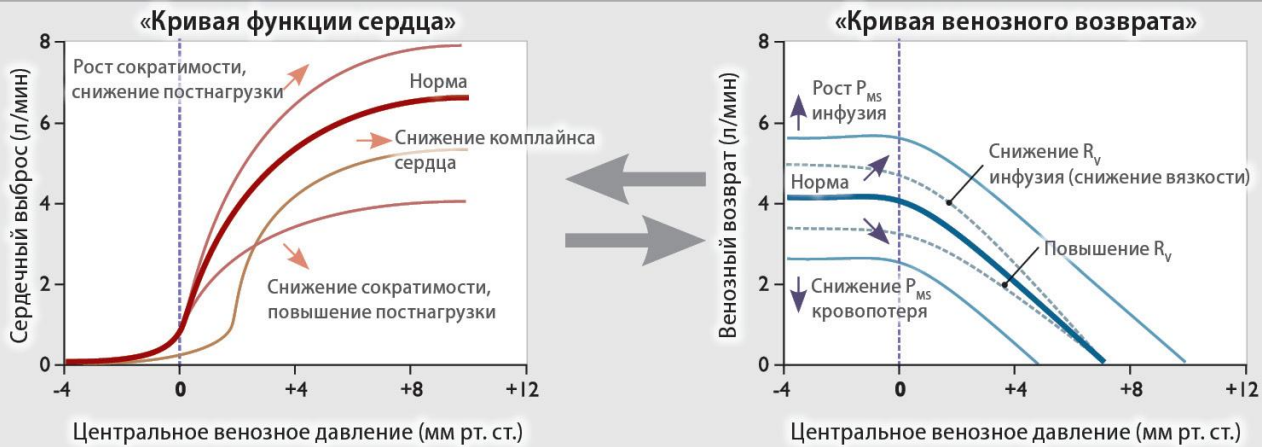 «Кривая функции сердца»
Сердечный выброс (л/мин)
8
6
4
2
0
Рост сократимости,
снижение постнагрузки
Норма
Снижение комплайнса
сердца
Снижение сократимости,
повышение постнагрузки
-4
0
+4
+8
+12
Центральное венозное давление (мм рт. ст.)
«Кривая венозного возврата»
Венозный возврат (л/мин)
8
6
4
2
0
Рост PMS
инфузия
Снижение RV
инфузия (снижение вязкости)
Норма
Повышение RV
Снижение PMS
кровопотеря
-4
0
+4
+8
+12
Центральное венозное давление (мм рт. ст.)